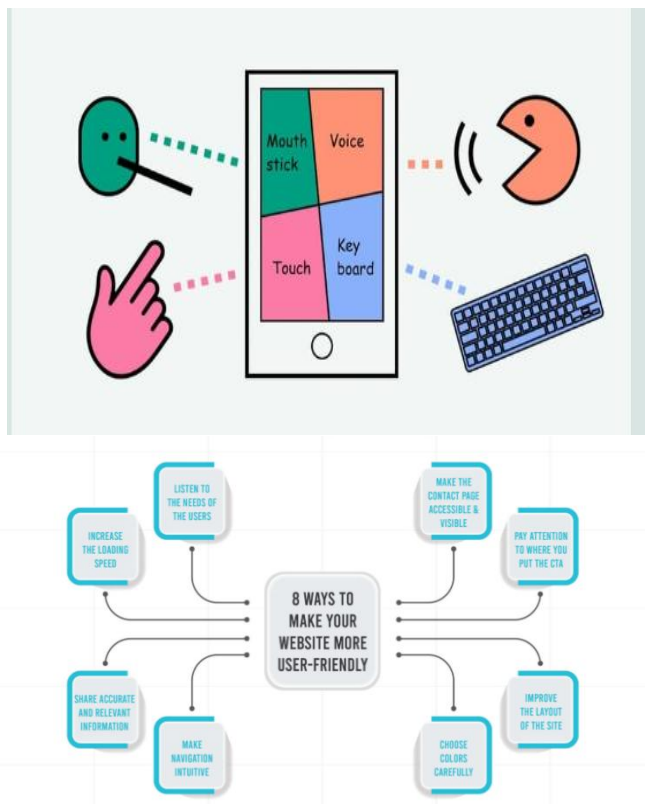 Mouth
stick
Voice
Touch
Key
board
LISTEN TO
THE NEEDS OF
THE USERS
MAKE THE
CONTACT PAGE
ACCESSIBLE &
VISIBLE
INCREASE
THE LOADING
SPEED
PAY ATTENTION
TO WHERE YOU
PUT THE CTA
8 WAYS TO
MAKE YOUR
WEBSITE MORE
USER-FRIENDLY
SHARE ACCURATE
AND RELEVANT
INFORMATION
IMPROVE
THE LAYOUT
OF THE SITE
MAKE
NAVIGATION
INTUITIVE
CHOOSE
COLORS
CAREFULLY